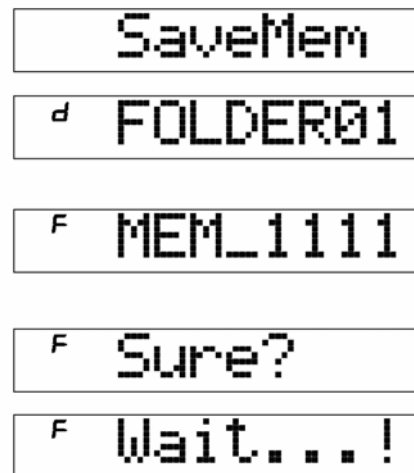 SaveMem
d FOLDER01
F MEM_1111
F Sure?
F Wait...!